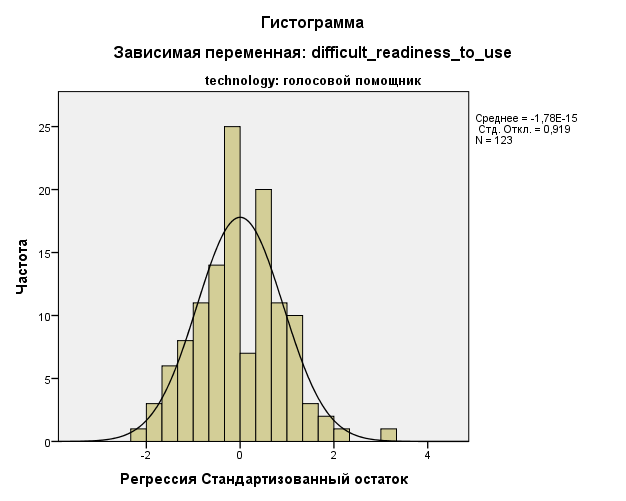 Гистограмма
Зависимая переменная: difficult_readiness_to_use
technology: голосовой помощник
Среднее = -1,78E-15
Стд. Откл. = 0,919
N = 123
Частота
25
20
15
10
5
0
-2
0
2
4
Регрессия Стандартизованный остаток